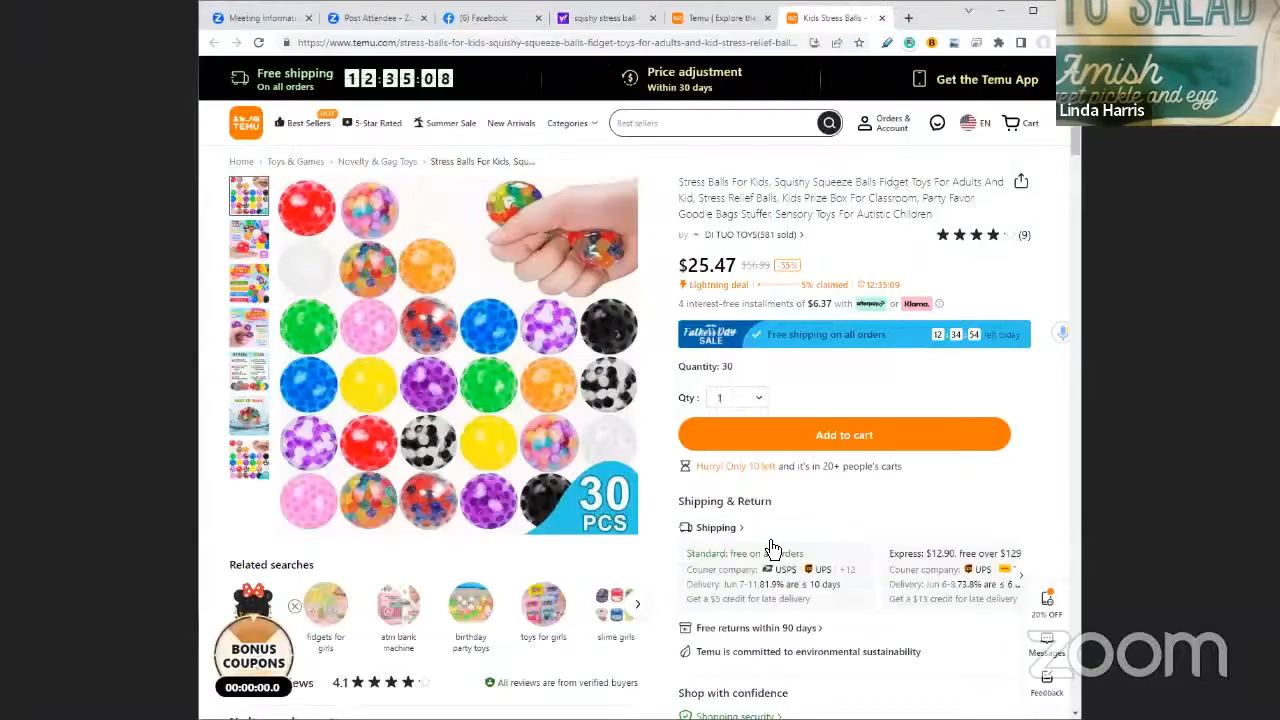 Meeting Informat
Post Attendee - Z
(6) Facebook
sqishy stress ball
Temu | Explore the
Kids Stress Balls -
https://www.temu.com/stress-balls-for-kids-squishy-squeeze-balls-fidget-toys-for-adults-and-kid-stress-relief-ball...
TO SALAD
Amish
eet pickle and egg
Linda Harris
Free shipping
On all orders
12:35:08
Price adjustment
Within 30 days
Get the Temu App
TEMU
Best Sellers
HOT
5-Star Rated
Summer Sale
New Arrivals
Categories
Best sellers
Orders &
Account
EN
Cart
Home > Toys & Games > Novelty & Gag Toys > Stress Balls For Kids, Squ...
Stress Balls For Kids, Squishy Squeeze Balls Fidget Toys For Adults And
Kid Stress Relief Balls, Kids Prize Box For Classroom, Party Favor
Goodie Bags Stuffer, Sensory Toys For Autistic Children
by DI TUO TOYS(581 sold) >
(9)
$25.47 $56.99 -55%
Lightning deal 5% claimed 12:35:09
4 interest-free installments of $6.37 with afterpay or Klarna.
Father's Day
SALE
Free shipping on all orders
12 : 34 : 54 left today
Quantity: 30
Qty : 1
Add to cart
Hurry! Only 10 left and it's in 20+ people's carts
30
PCS
Shipping & Return
Shipping >
Standard: free on orders
Courier company: USPS UPS +12
Delivery: Jun 7-11, 81.9% are ≤ 10 days
Get a $5 credit for late delivery
Express: $12.90, free over $129
Courier company: UPS
Delivery: Jun 6-8, 73.8% are ≤ 6
Get a $13 credit for late delivery
Free returns within 90 days >
Temu is committed to environmental sustainability
Shop with confidence
Shopping security >
Related searches
fidgets for
girls
atm bank
machine
birthday
party toys
toys for girls
slime girls
BONUS
COUPONS
00:00:00.0
ws
4.1
All reviews are from verified buyers
20% OFF
Messages
Feedback
zoom